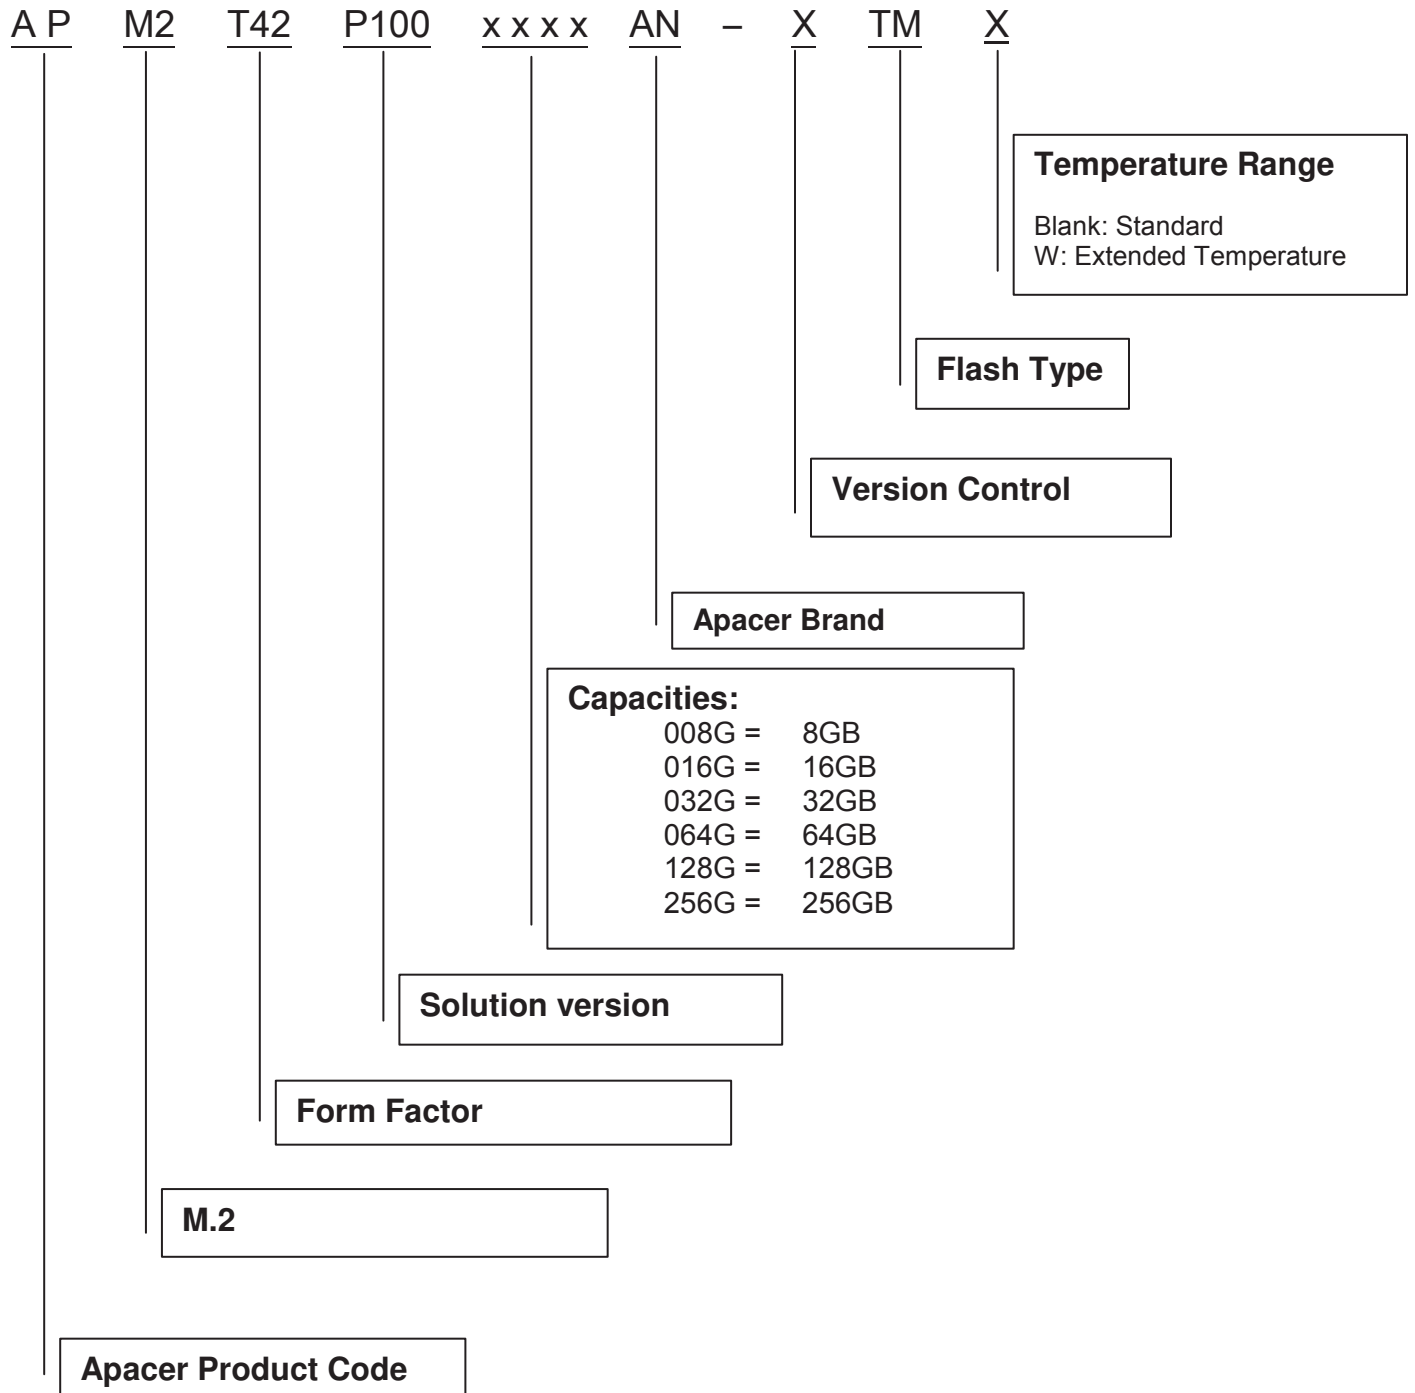 A P M2 T42 P100 x x x x AN – X TM X
Temperature Range
Blank: Standard
W: Extended Temperature
Flash Type
Version Control
Apacer Brand
Capacities:
008G = 8GB
016G = 16GB
032G = 32GB
064G = 64GB
128G = 128GB
256G = 256GB
Solution version
Form Factor
M.2
Apacer Product Code